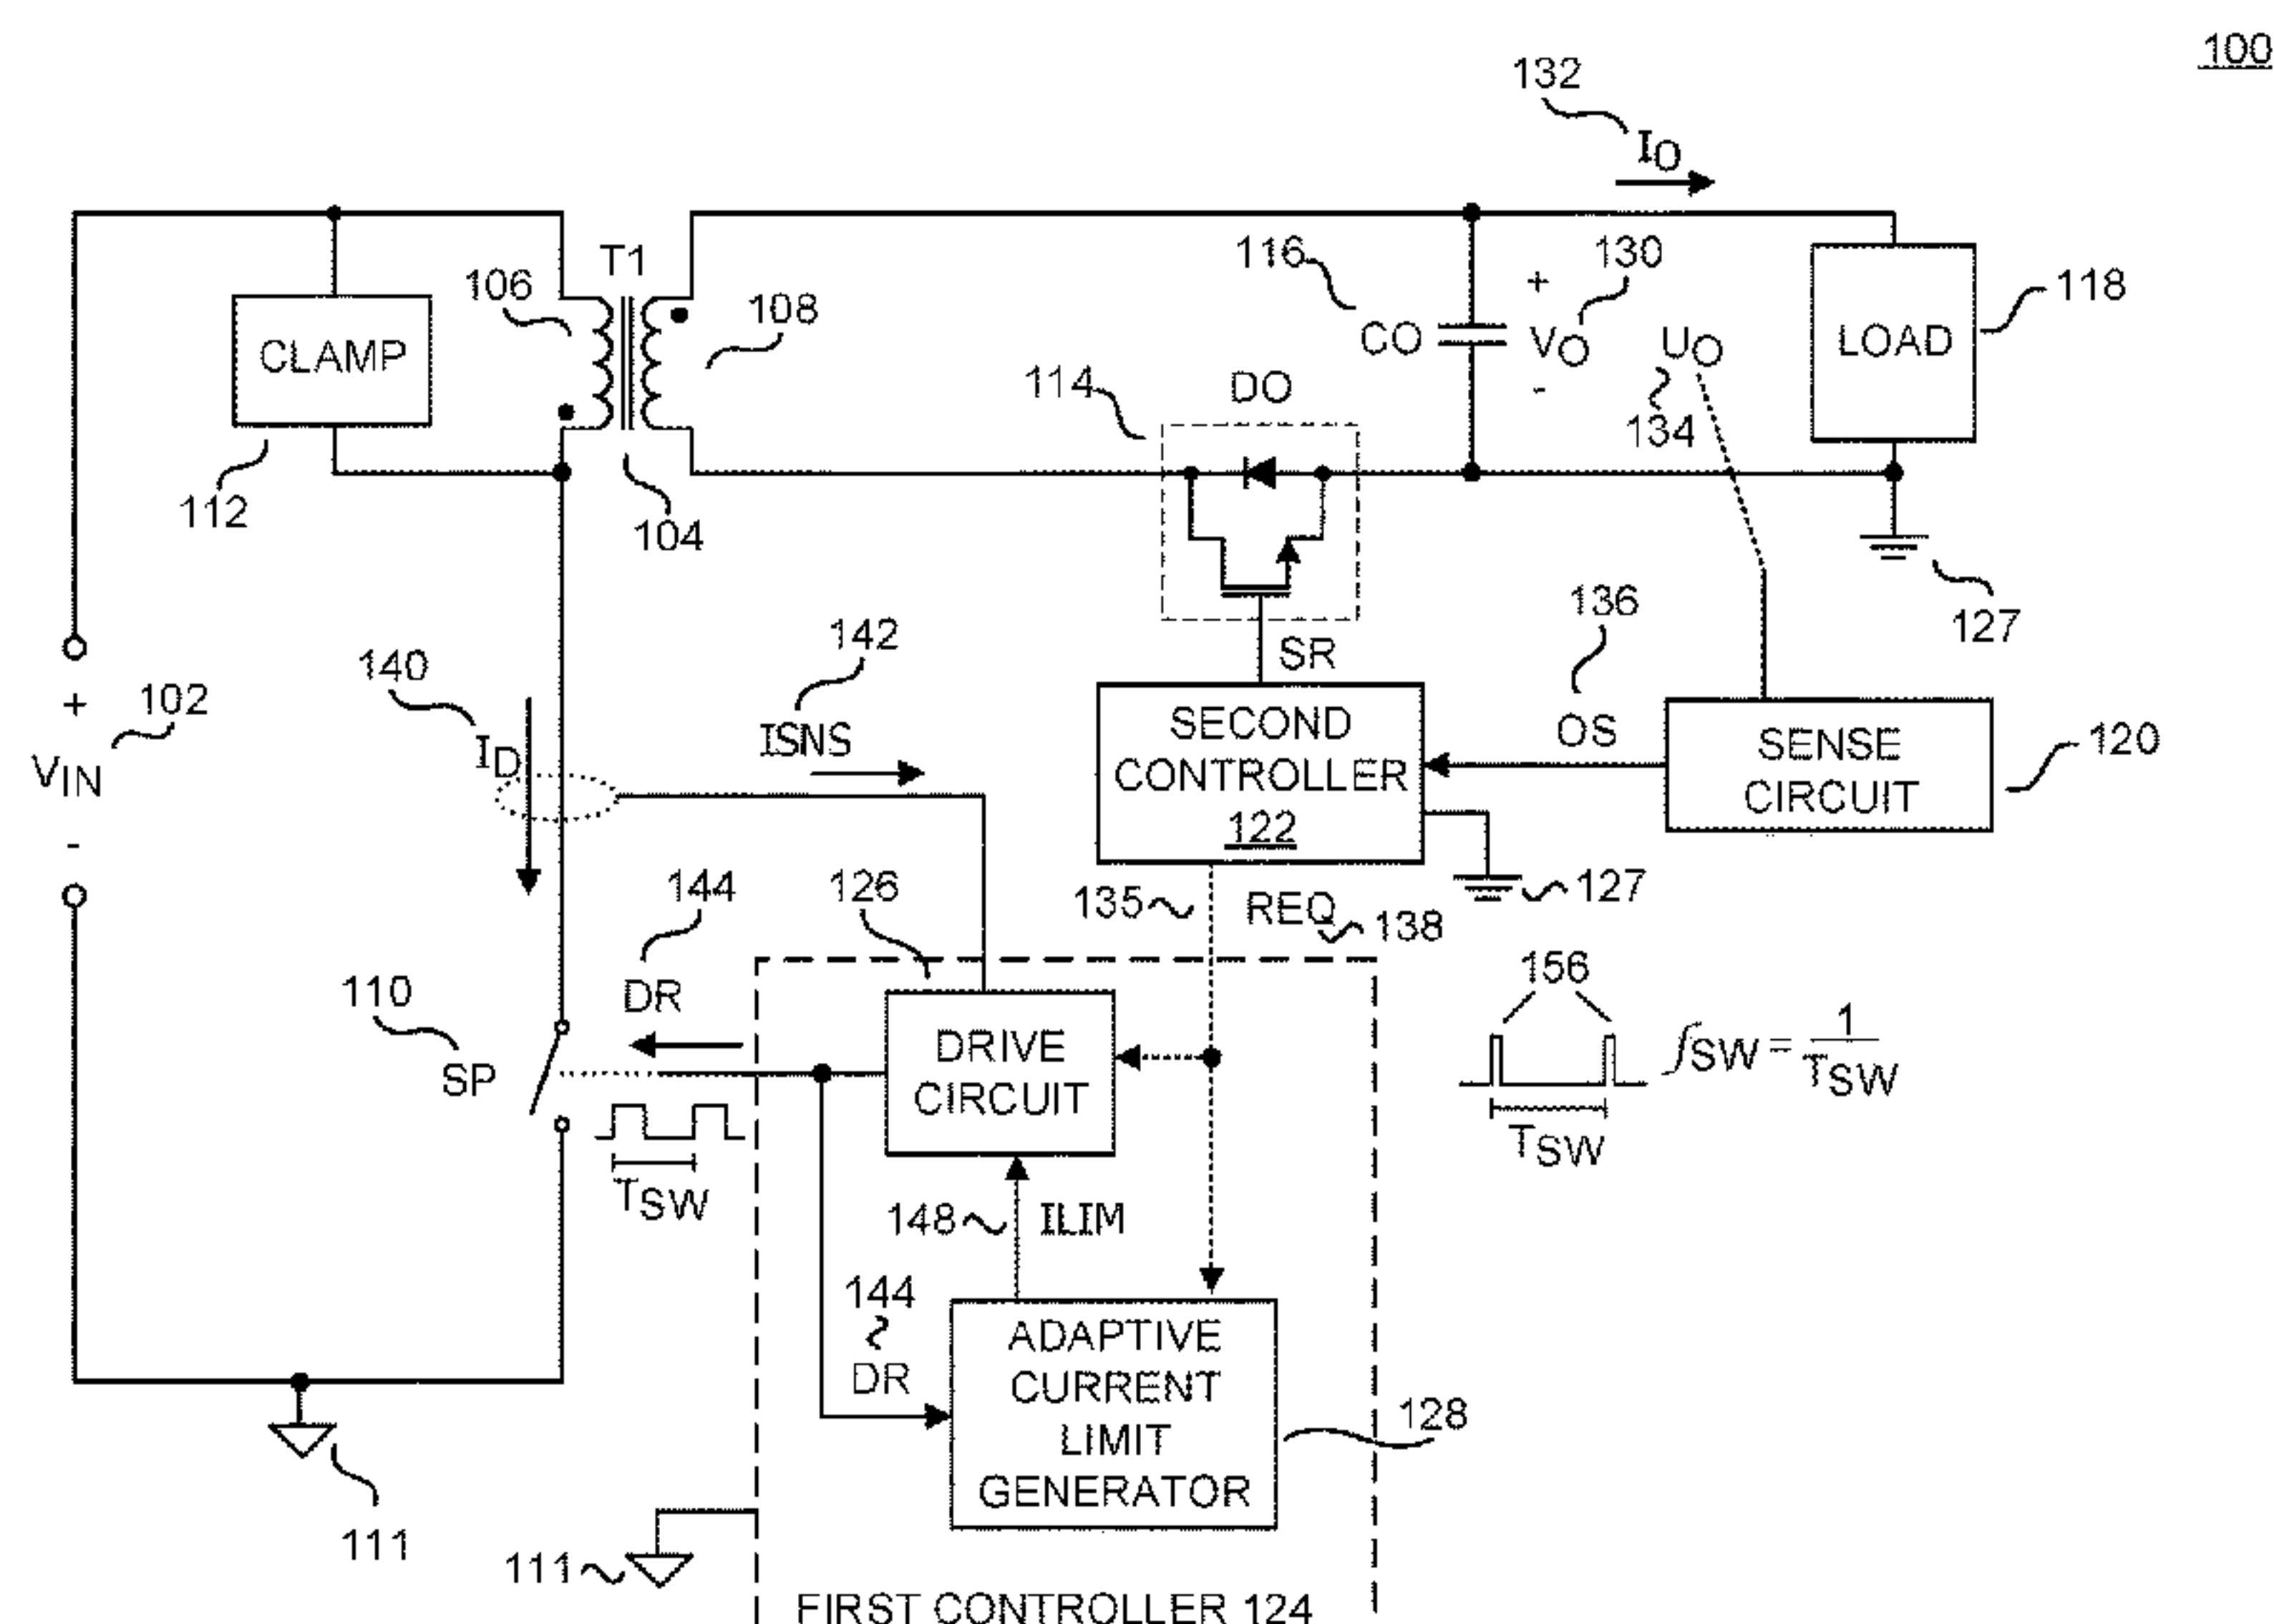 100
132
IO
T1
106
108
116
130
+
CO
VO
-
UO
134
LOAD
118
CLAMP
112
104
114
DO
127
SR
136
OS
140
142
ISNS
ID
102
+
VIN
-
SECOND
CONTROLLER
122
SENSE
CIRCUIT
120
127
135
REQ
138
144
126
DR
110
SP
TSW
DRIVE
CIRCUIT
156
TSW
ƒSW = 1
TSW
148
ILIM
144
DR
ADAPTIVE
CURRENT
LIMIT
GENERATOR
128
111
111
FIRST CONTROLLER 124